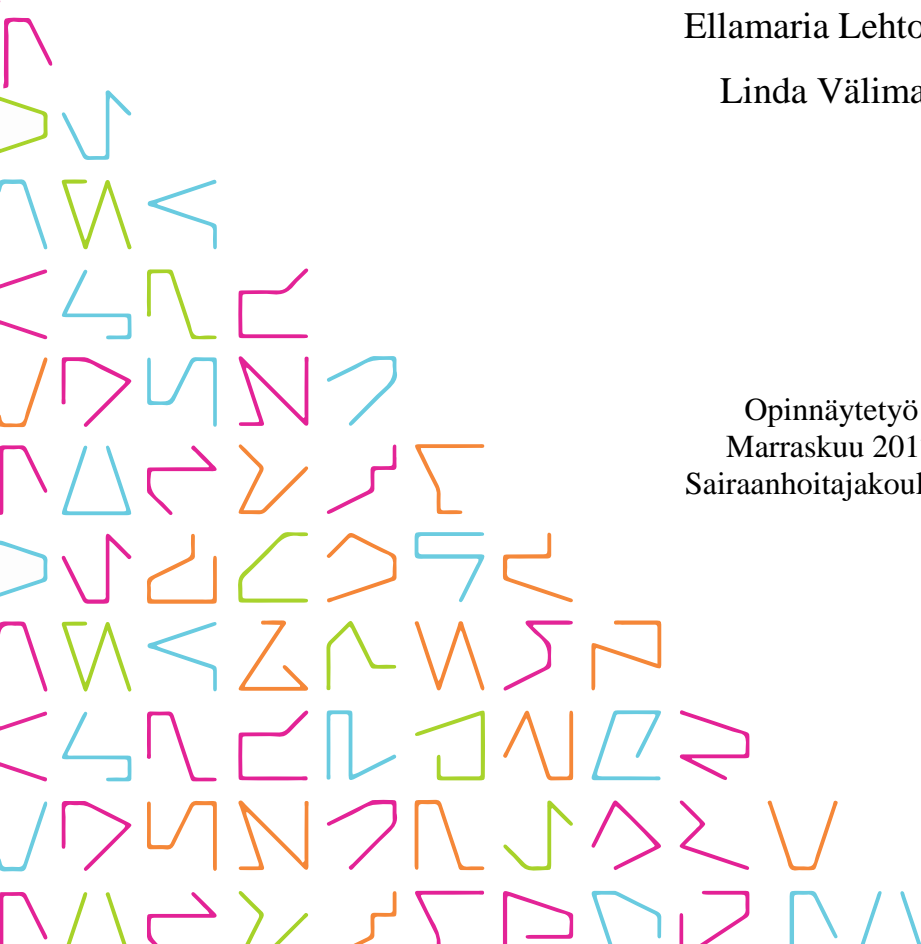 Ellamaria Lehto
Linda Välima
Opinnäytetyö
Marraskuu 201
Sairaanhoitajakoul